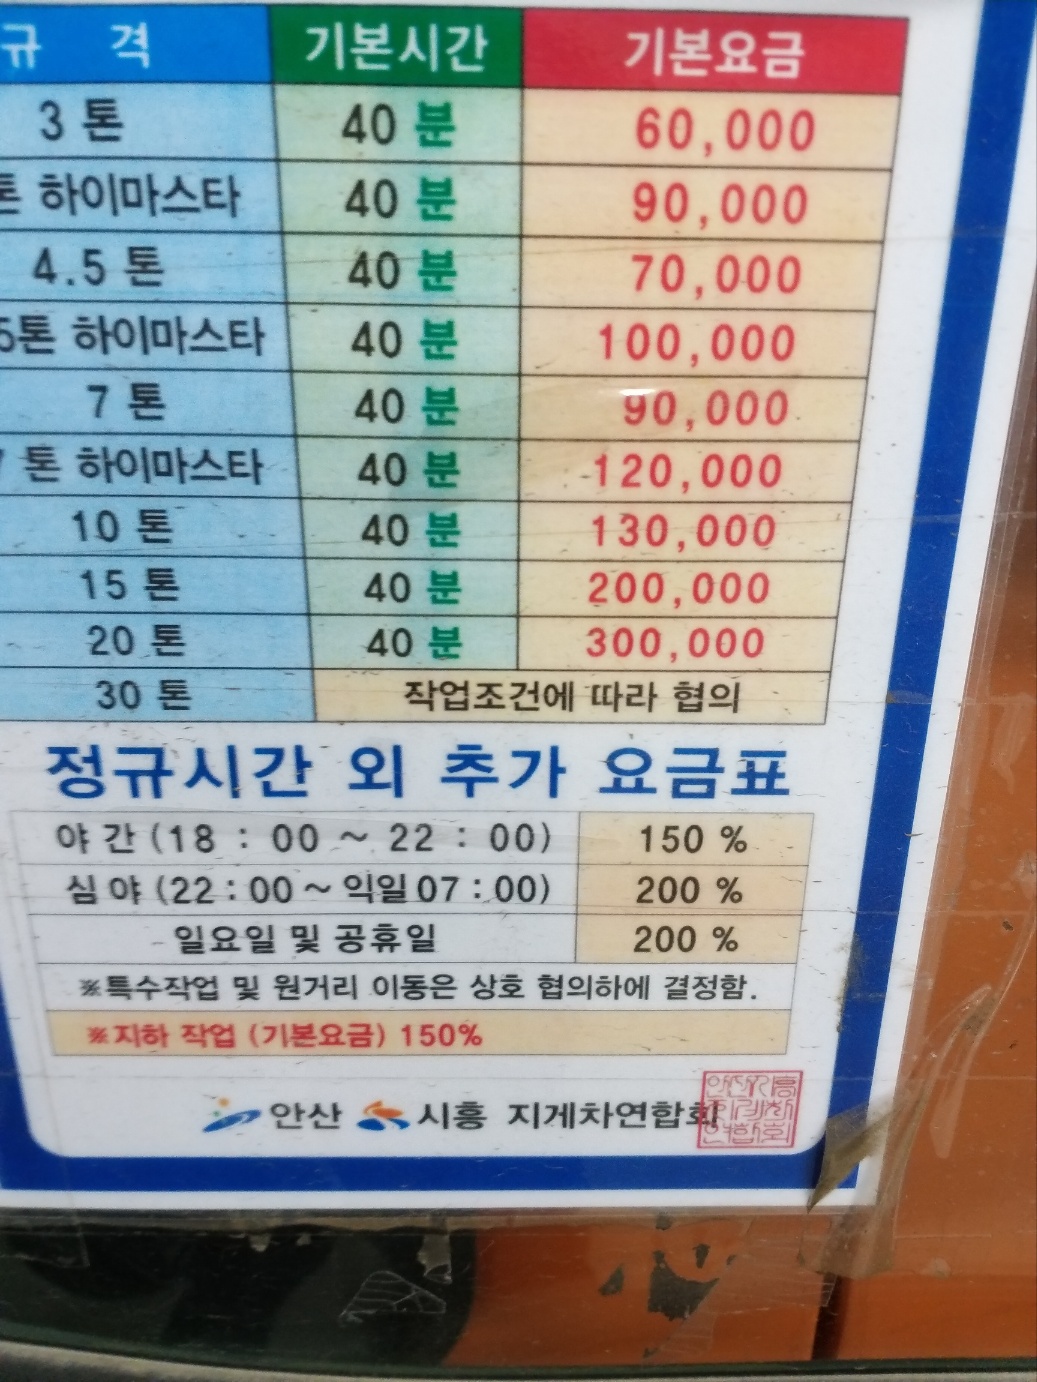 규 격 기본시간 기본요금
3 톤 40 분 60,000
톤 하이마스타 40 분 90,000
4.5 톤 40 분 70,000
5톤 하이마스타 40 분 100,000
7 톤 40 분 90,000
7 톤 하이마스타 40 분 120,000
10 톤 40 분 130,000
15 톤 40 분 200,000
20 톤 40 분 300,000
30 톤 작업조건에 따라 협의
정규시간 외 추가 요금표
야 간 (18 : 00 ~ 22 : 00) 150 %
심 야 (22 : 00 ~ 익일 07 : 00) 200 %
일요일 및 공휴일 200 %
※특수작업 및 원거리 이동은 상호 협의하에 결정함.
※지하 작업 (기본요금) 150%
안산 시흥 지게차연합회